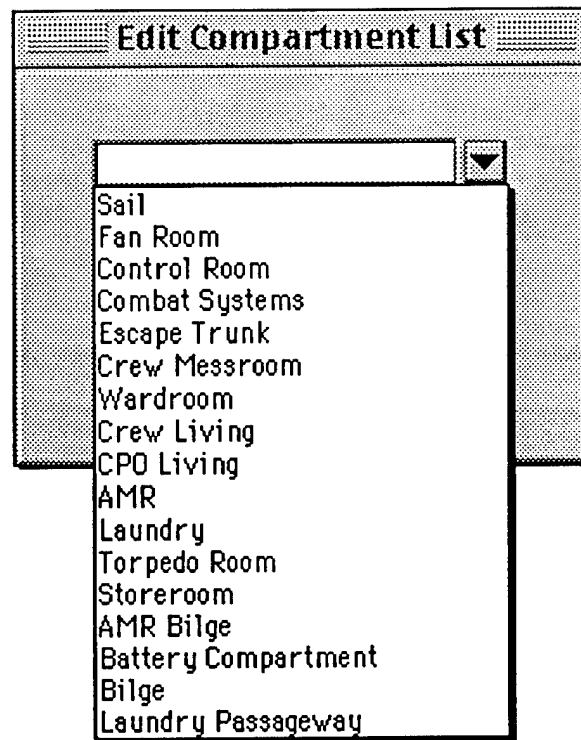 Edit Compartment List
Sail
Fan Room
Control Room
Combat Systems
Escape Trunk
Crew Messroom
Wardroom
Crew Living
CPO Living
AMR
Laundry
Torpedo Room
Storeroom
AMR Bilge
Battery Compartment
Bilge
Laundry Passageway